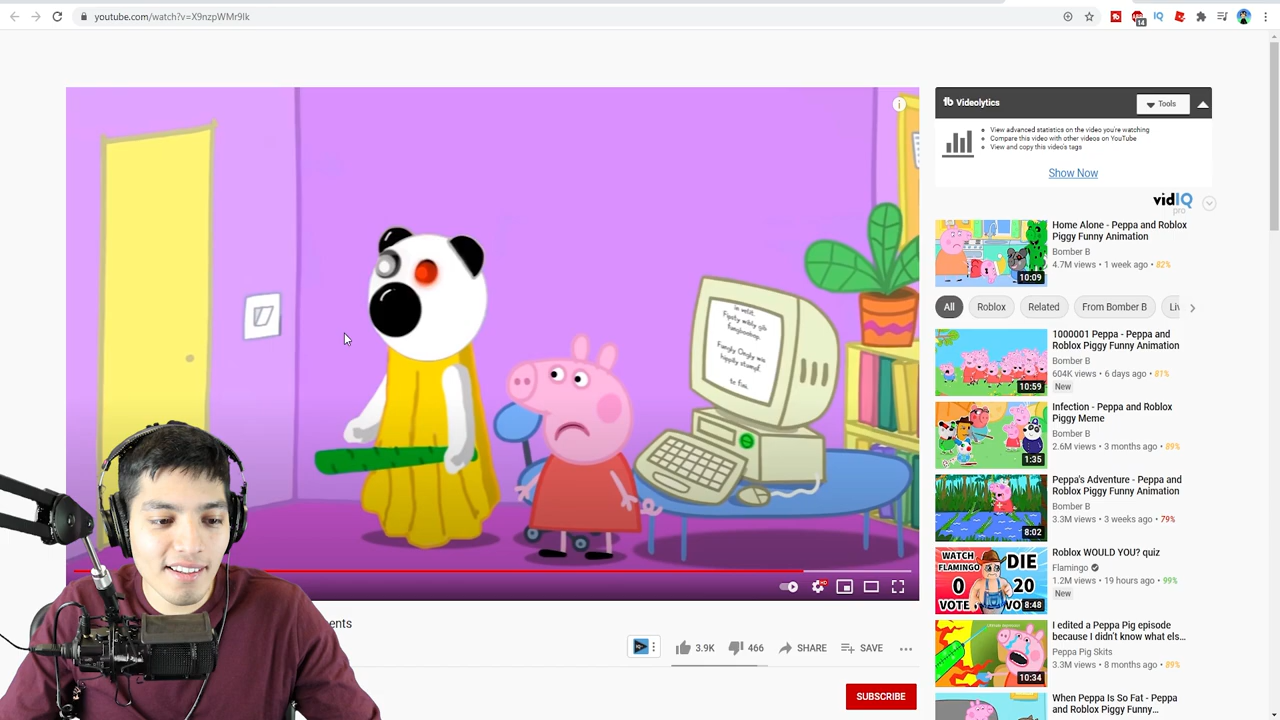 youtube.com/watch?v=X9nzpWMr9Ik
14
IQ
tb Videolytics
Tools
View advanced statistics on the video you're watching
Compare this video with other videos on YouTube
View and copy this video's tags
Show Now
vidIQ
pro
Home Alone - Peppa and Roblox
Piggy Funny Animation
Bomber B
4.7M views • 1 week ago • 82%
10:09
All
Roblox
Related
From Bomber B
1000001 Peppa - Peppa and
Roblox Piggy Funny Animation
Bomber B
604K views • 6 days ago • 81%
New
10:59
Infection - Peppa and Roblox
Piggy Meme
Bomber B
2.6M views • 3 months ago • 89%
1:35
Peppa's Adventure - Peppa and
Roblox Piggy Funny Animation
Bomber B
3.3M views • 3 weeks ago • 79%
8:02
WATCH
FLAMINGO
0
VOTE
DIE
20
VO
8:48
Roblox WOULD YOU? quiz
Flamingo
1.2M views • 19 hours ago • 99%
New
I edited a Peppa Pig episode
because I didn't know what els...
Peppa Pig Skits
3.3M views • 8 months ago • 89%
10:34
When Peppa Is So Fat - Peppa
and Roblox Piggy Funny...
HD
ents
3.9K
466
SHARE
SAVE
SUBSCRIBE